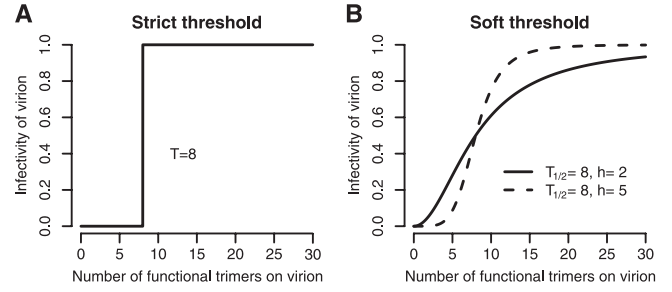 A
Strict threshold
Infectivity of virion
0.0 0.2 0.4 0.6 0.8 1.0
T=8
0 5 10 15 20 25 30
Number of functional trimers on virion
B
Soft threshold
Infectivity of virion
0.0 0.2 0.4 0.6 0.8 1.0
T1/2= 8, h= 2
T1/2= 8, h= 5
0 5 10 15 20 25 30
Number of functional trimers on virion